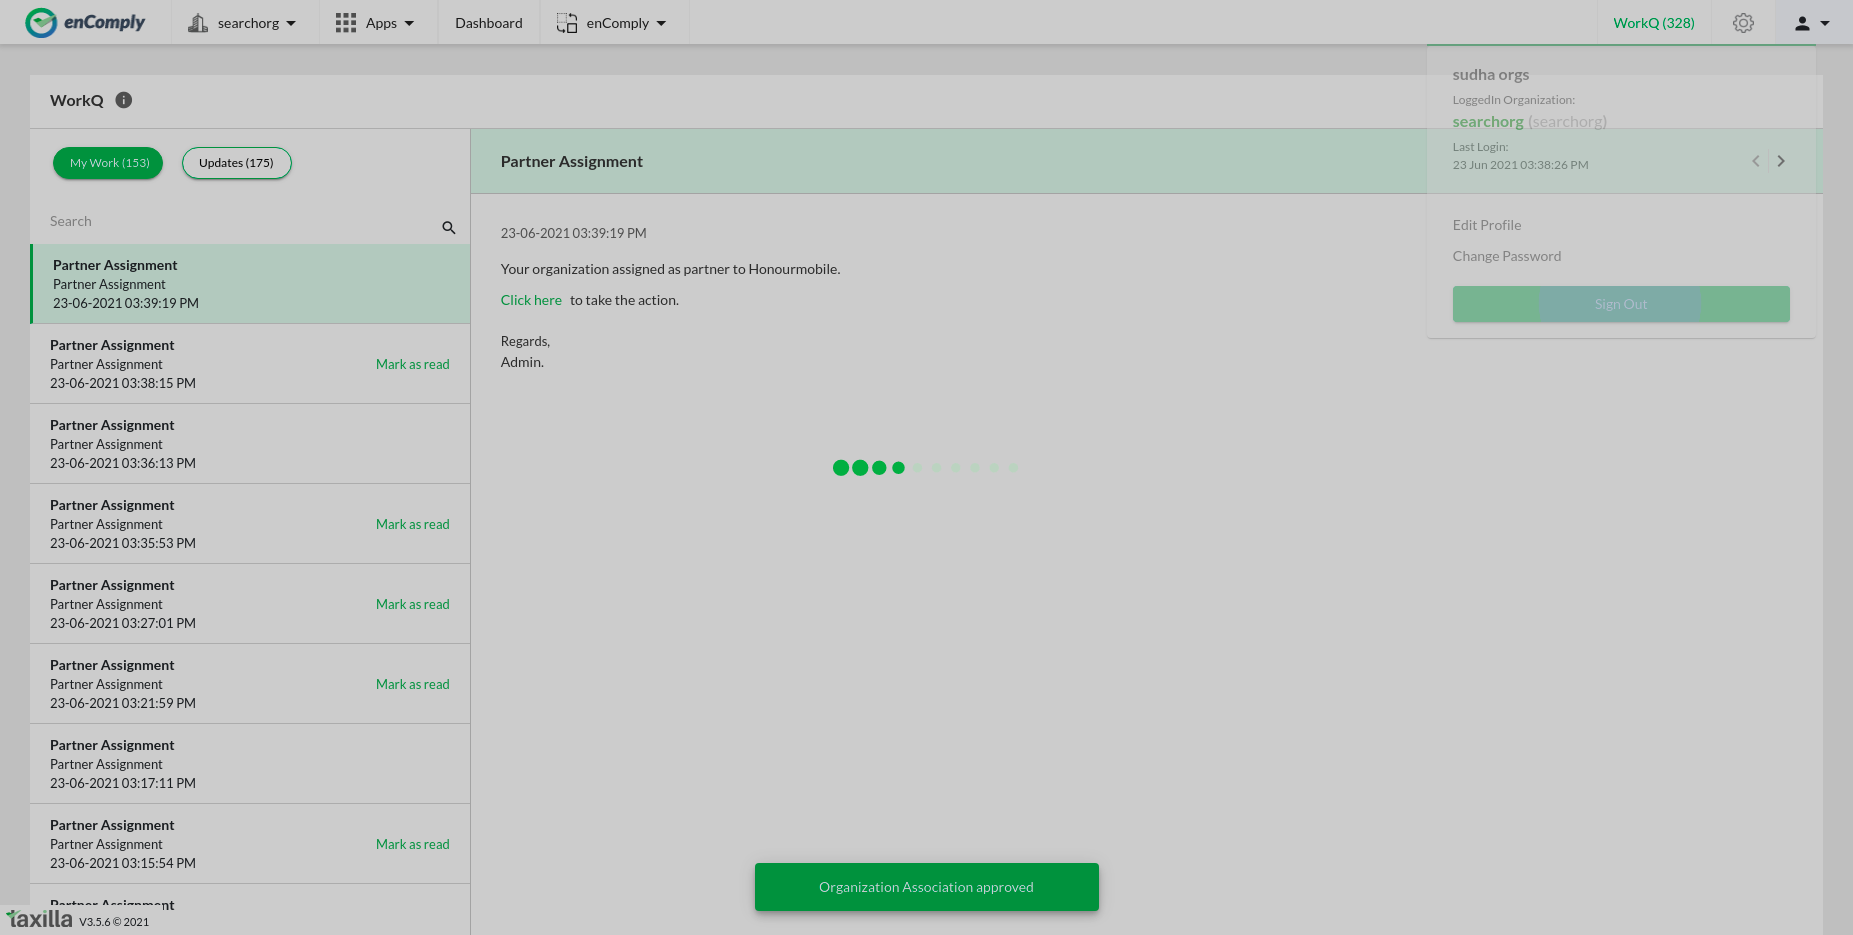 enComply
searchorg
Apps
Dashboard
enComply
WorkQ (328)
sudha orgs
LoggedIn Organization:
searchorg (searchorg)
Last Login:
23 Jun 2021 03:38:26 PM
Edit Profile
Change Password
Sign Out
WorkQ
My Work (153)
Updates (175)
Search
Partner Assignment
Partner Assignment
23-06-2021 03:39:19 PM
Partner Assignment
Partner Assignment
Mark as read
23-06-2021 03:38:15 PM
Partner Assignment
Partner Assignment
23-06-2021 03:36:13 PM
Partner Assignment
Partner Assignment
Mark as read
23-06-2021 03:35:53 PM
Partner Assignment
Partner Assignment
Mark as read
23-06-2021 03:27:01 PM
Partner Assignment
Partner Assignment
Mark as read
23-06-2021 03:21:59 PM
Partner Assignment
Partner Assignment
23-06-2021 03:17:11 PM
Partner Assignment
Partner Assignment
Mark as read
23-06-2021 03:15:54 PM
Partner Assignment
Partner Assignment
23-06-2021 03:39:19 PM
Your organization assigned as partner to Honourmobile.
Click here to take the action.
Regards,
Admin.
Organization Association approved
taxilla V3.5.6 © 2021